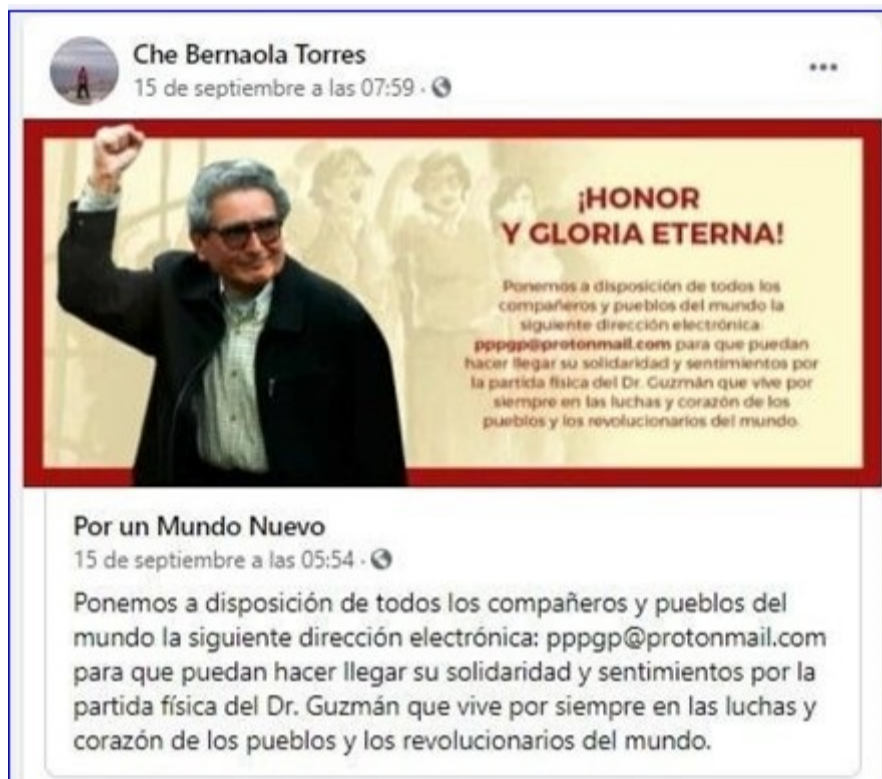 Che Bernaola Torres
15 de septiembre a las 07:59 ·
¡HONOR
Y GLORIA ETERNA!
Ponemos a disposición de todos los
compañeros y pueblos del mundo la
siguiente dirección electrónica:
pppgp@protonmail.com para que puedan
hacer llegar su solidaridad y sentimientos por
la partida física del Dr. Guzmán que vive por
siempre en las luchas y corazón de los
pueblos y los revolucionarios del mundo.
Por un Mundo Nuevo
15 de septiembre a las 05:54 ·
Ponemos a disposición de todos los compañeros y pueblos del
mundo la siguiente dirección electrónica: pppgp@protonmail.com
para que puedan hacer llegar su solidaridad y sentimientos por la
partida física del Dr. Guzmán que vive por siempre en las luchas y
corazón de los pueblos y los revolucionarios del mundo.